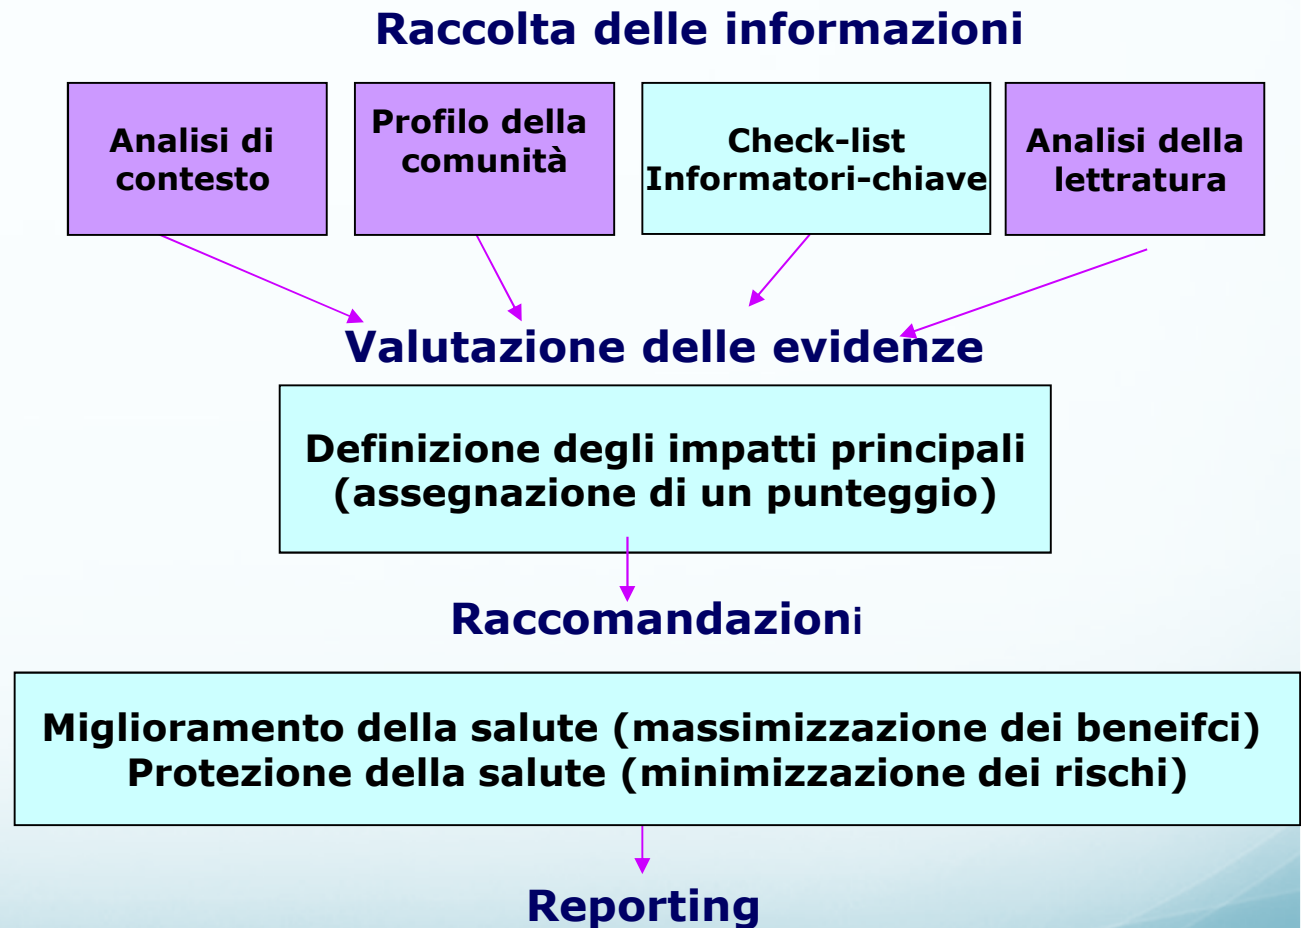 Raccolta delle informazioni
Analisi di
contesto
Profilo della
comunità
Check-list
Informatori-chiave
Analisi della
lettratura
Valutazione delle evidenze
Definizione degli impatti principali
(assegnazione di un punteggio)
Raccomandazioni
Miglioramento della salute (massimizzazione dei beneifci)
Protezione della salute (minimizzazione dei rischi)
Reporting